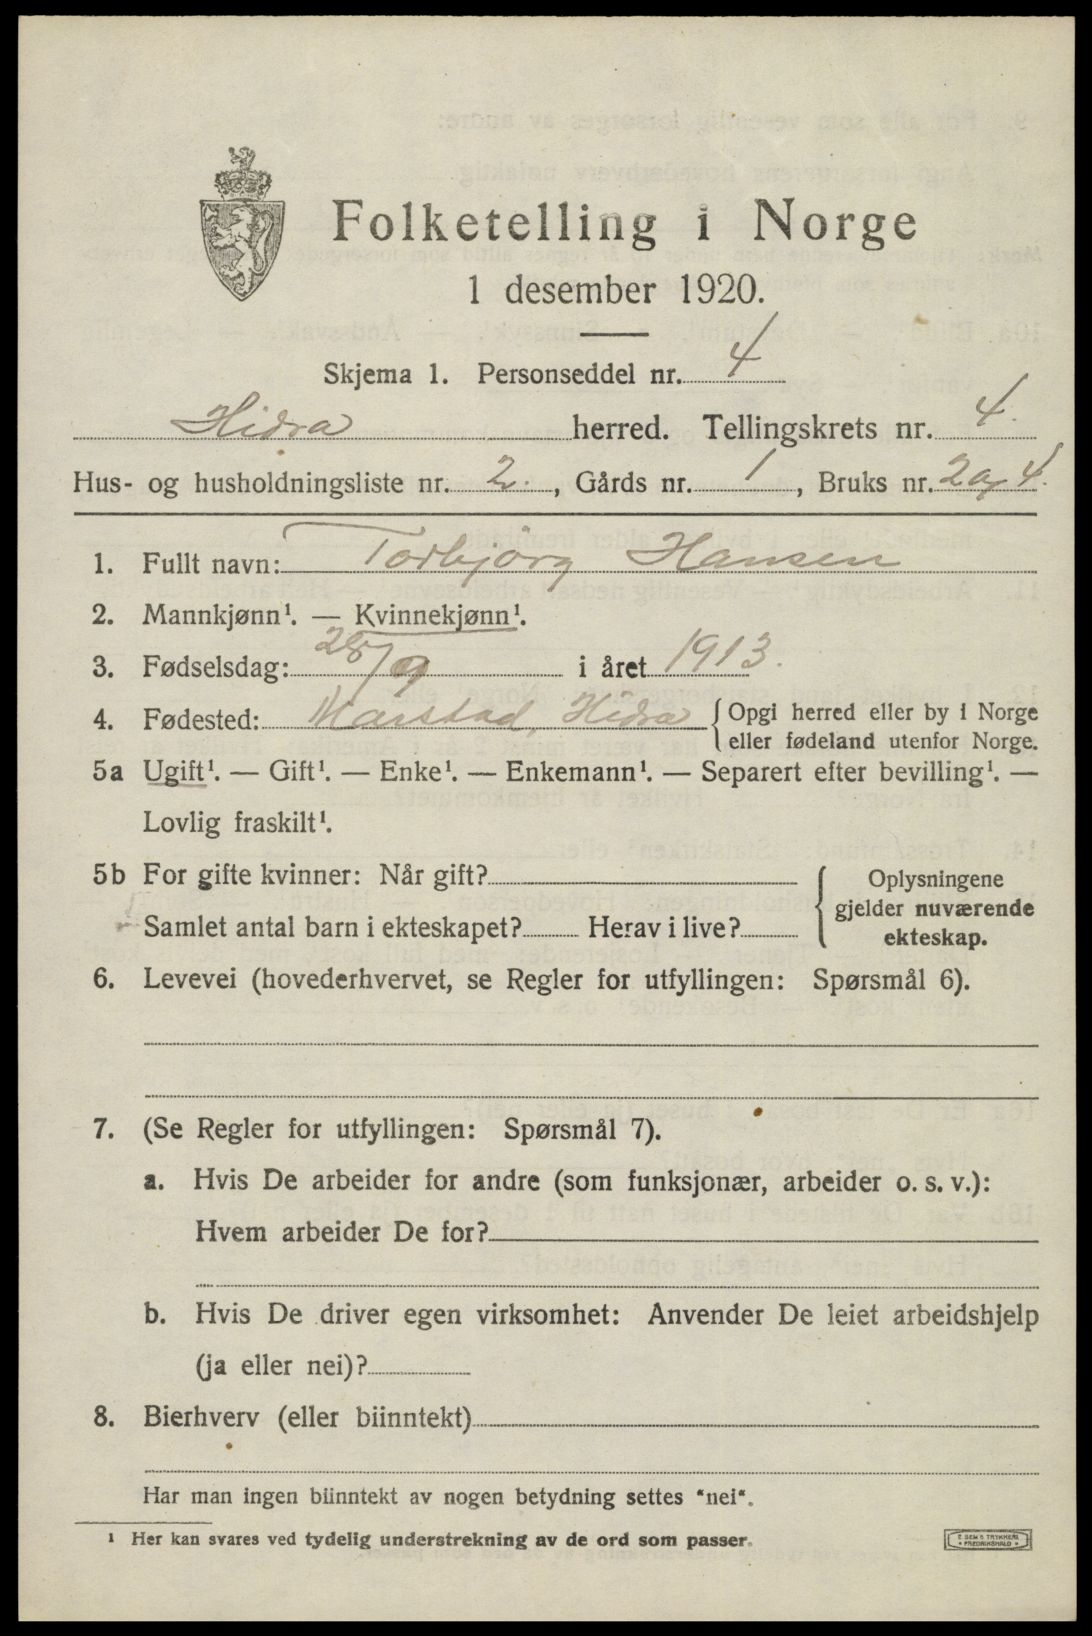 Folketelling i Norge
1 desember 1920.
Skjema 1. Personseddel nr. 4
Hidra herred. Tellingskrets nr. 4.
Hus- og husholdningsliste nr. 2., Gårds nr. 1, Bruks nr. 2 og 4.
1. Fullt navn: Torbjörg Hansen
2. Mannkjønn¹. — Kvinnekjønn¹.
3. Fødselsdag: 28/9 i året 1913.
4. Fødested: Marstad, Hidra { Opgi herred eller by i Norge
eller fødeland utenfor Norge.
5a Ugift¹. — Gift¹. — Enke¹. — Enkemann¹. — Separert efter bevilling¹. —
Lovlig fraskilt¹.
5b For gifte kvinner: Når gift?
Samlet antal barn i ekteskapet? Herav i live?
{ Oplysningene
gjelder nuværende
ekteskap.
6. Levevei (hovederhvervet, se Regler for utfyllingen: Spørsmål 6).
7. (Se Regler for utfyllingen: Spørsmål 7).
a. Hvis De arbeider for andre (som funksjonær, arbeider o. s. v.):
Hvem arbeider De for?
b. Hvis De driver egen virksomhet: Anvender De leiet arbeidshjelp
(ja eller nei)?
8. Bierhverv (eller biinntekt)
Har man ingen biinntekt av nogen betydning settes "nei".
¹ Her kan svares ved tydelig understrekning av de ord som passer.
E. SEM'S TRYKKERI
• FREDRIKSHALD •